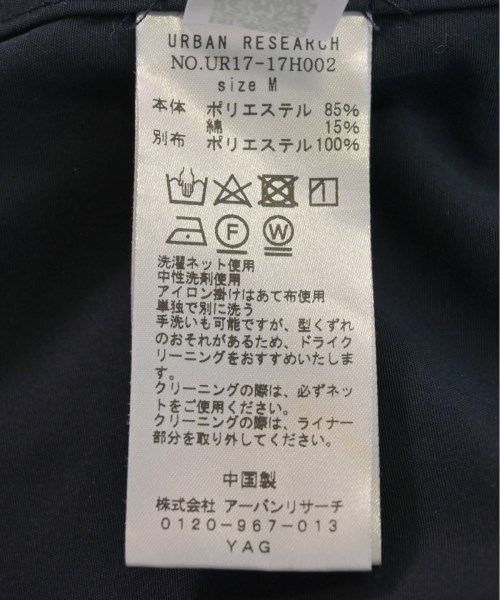 URBAN RESEARCH
NO.UR17-17H002
size M
本体 ポリエステル 85%
綿 15%
別布 ポリエステル 100%
F W
洗濯ネット使用
中性洗剤使用
アイロン掛けはあて布使用
単独で別に洗う
手洗いも可能ですが、型くずれ
のおそれがあるため、ドライク
リーニングをおすすめいたしま
す。
クリーニングの際は、必ずネッ
トをご使用ください。
クリーニングの際は、ライナー
部分を取り外してください。
中国製
株式会社 アーバンリサーチ
0120-967-013
YAG